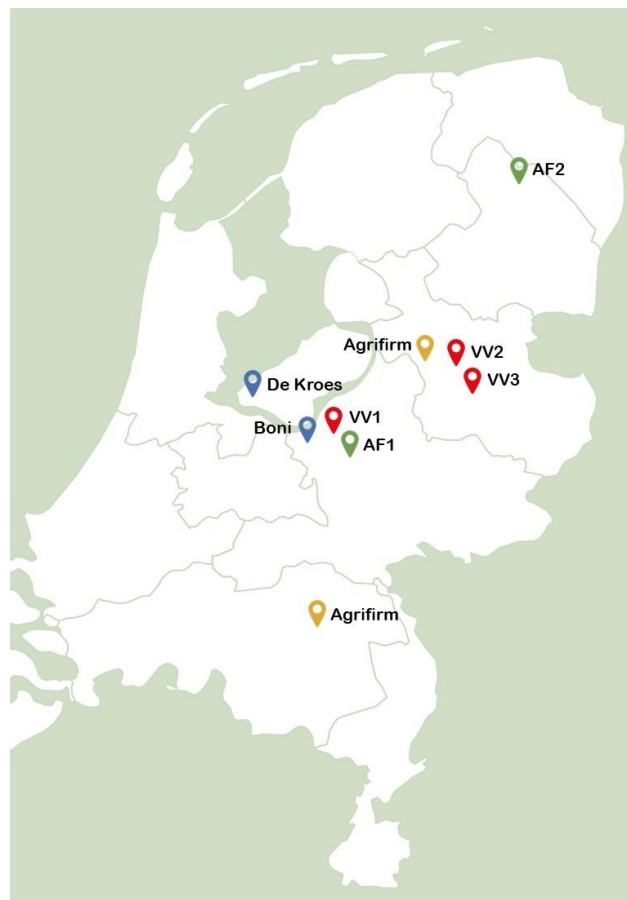 AF2
Agrifirm
VV2
VV3
De Kroes
VV1
Boni
AF1
Agrifirm